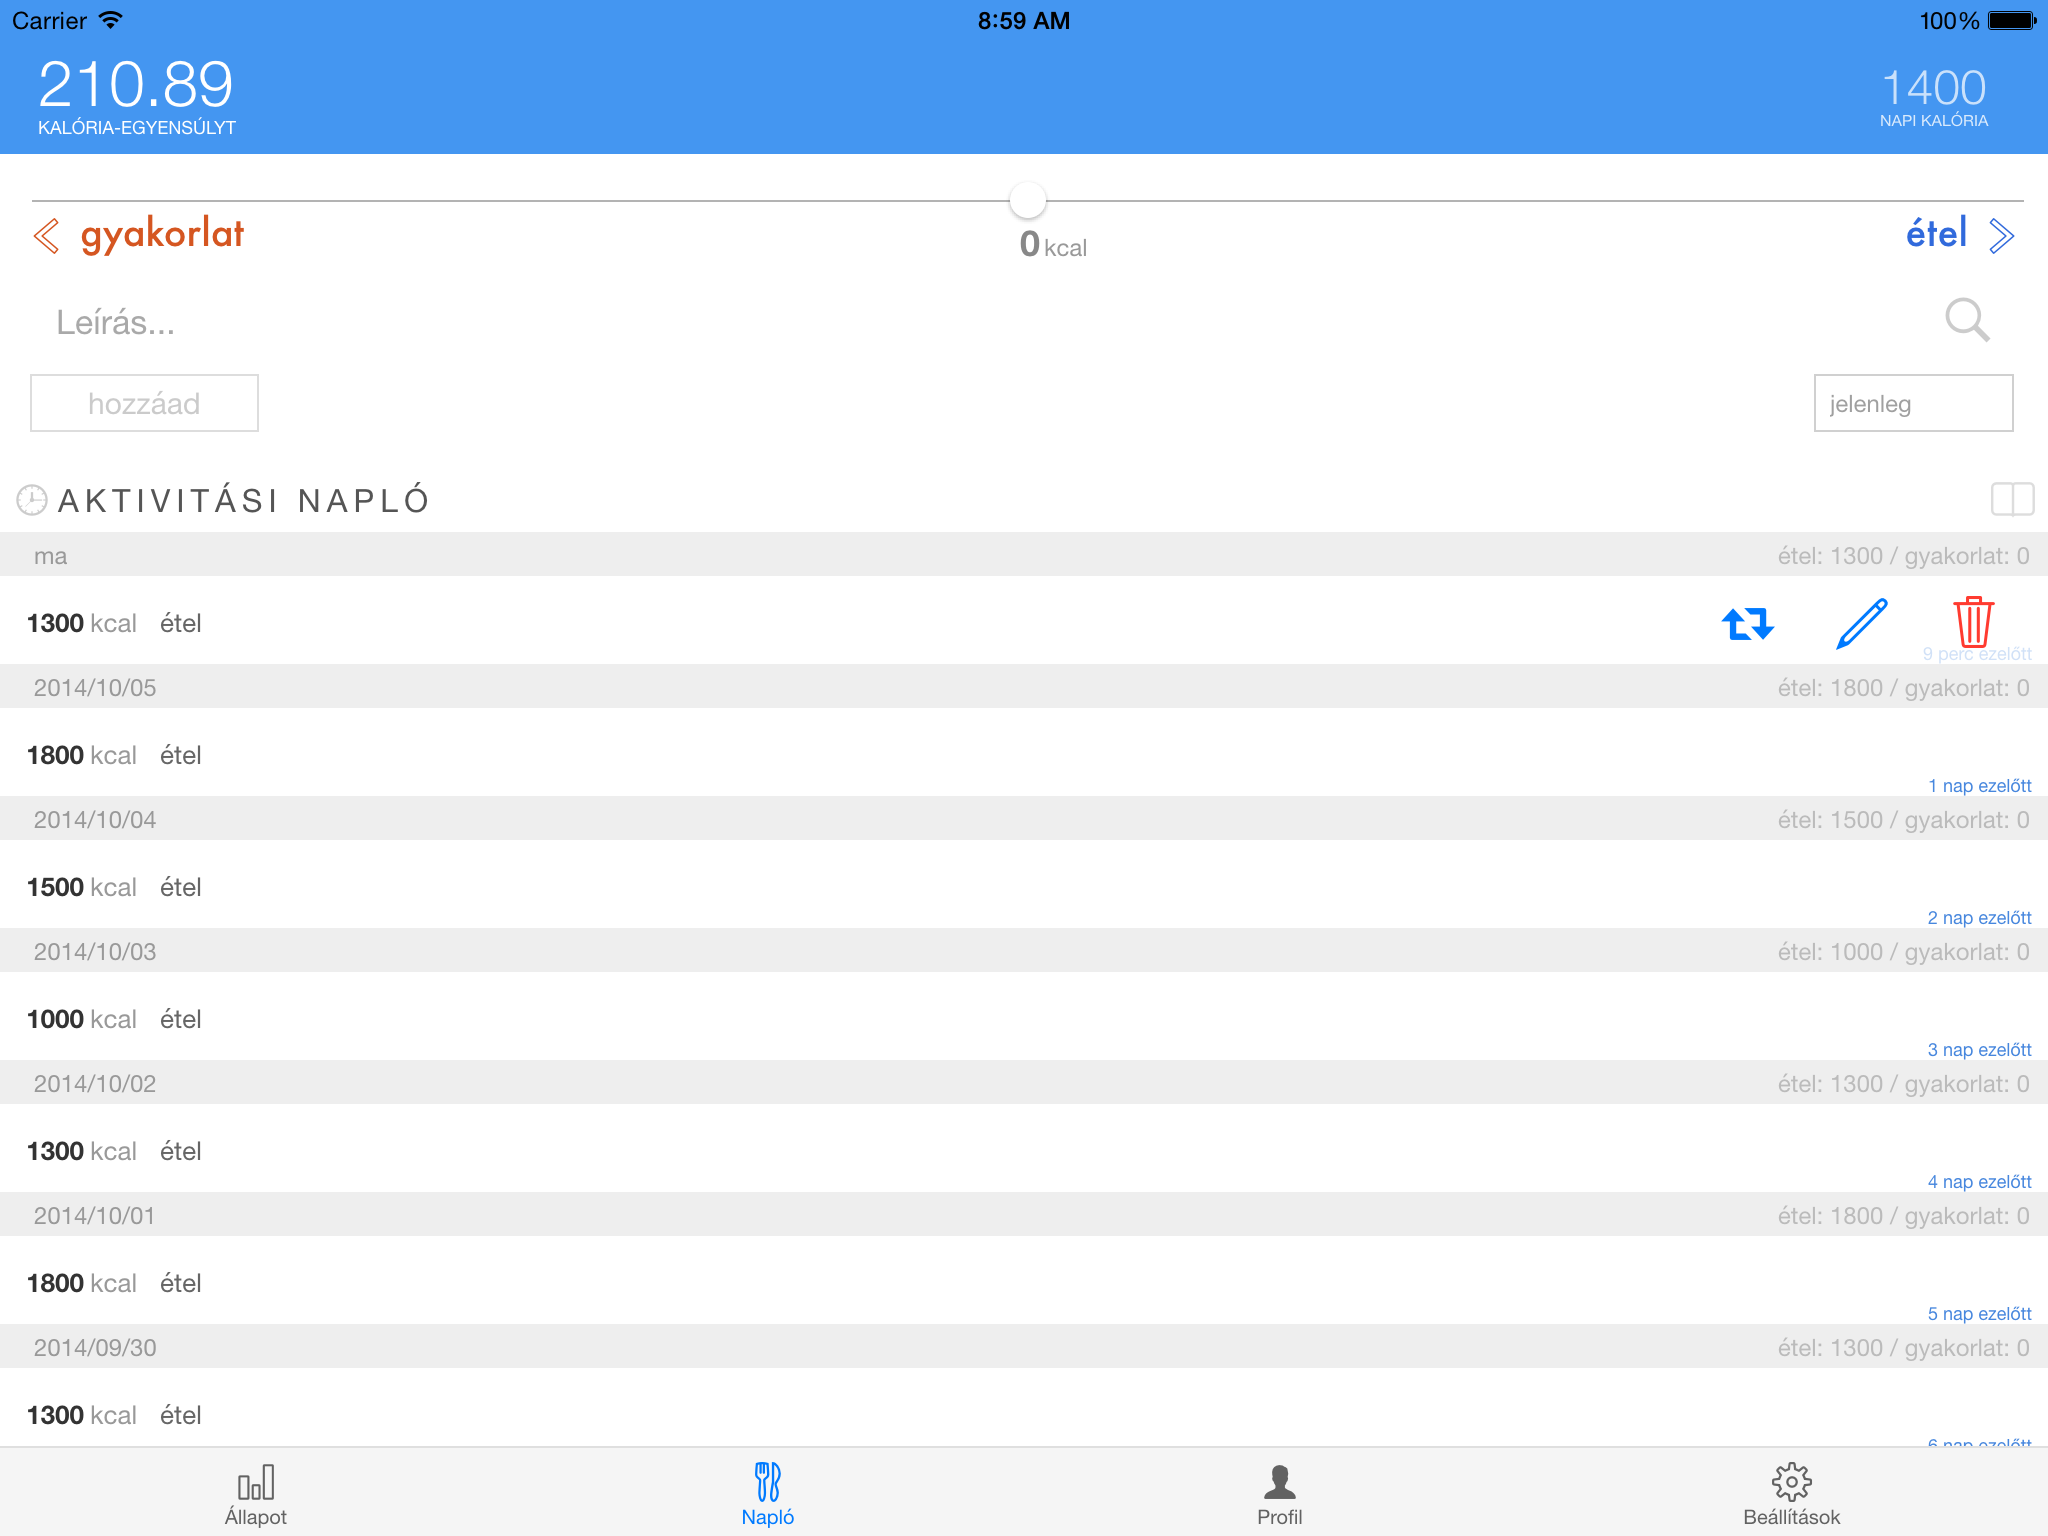 Carrier 8:59 AM 100%
210.89
KALÓRIA-EGYENSÚLYT
1400
NAPI KALÓRIA
gyakorlat
0 kcal
étel
Leírás...
hozzáad
jelenleg
AKTIVITÁSI NAPLÓ
ma étel: 1300 / gyakorlat: 0
1300 kcal étel
9 perc ezelőtt
2014/10/05 étel: 1800 / gyakorlat: 0
1800 kcal étel
1 nap ezelőtt
2014/10/04 étel: 1500 / gyakorlat: 0
1500 kcal étel
2 nap ezelőtt
2014/10/03 étel: 1000 / gyakorlat: 0
1000 kcal étel
3 nap ezelőtt
2014/10/02 étel: 1300 / gyakorlat: 0
1300 kcal étel
4 nap ezelőtt
2014/10/01 étel: 1800 / gyakorlat: 0
1800 kcal étel
5 nap ezelőtt
2014/09/30 étel: 1300 / gyakorlat: 0
1300 kcal étel
6 nap ezelőtt
Állapot Napló Profil Beállítások